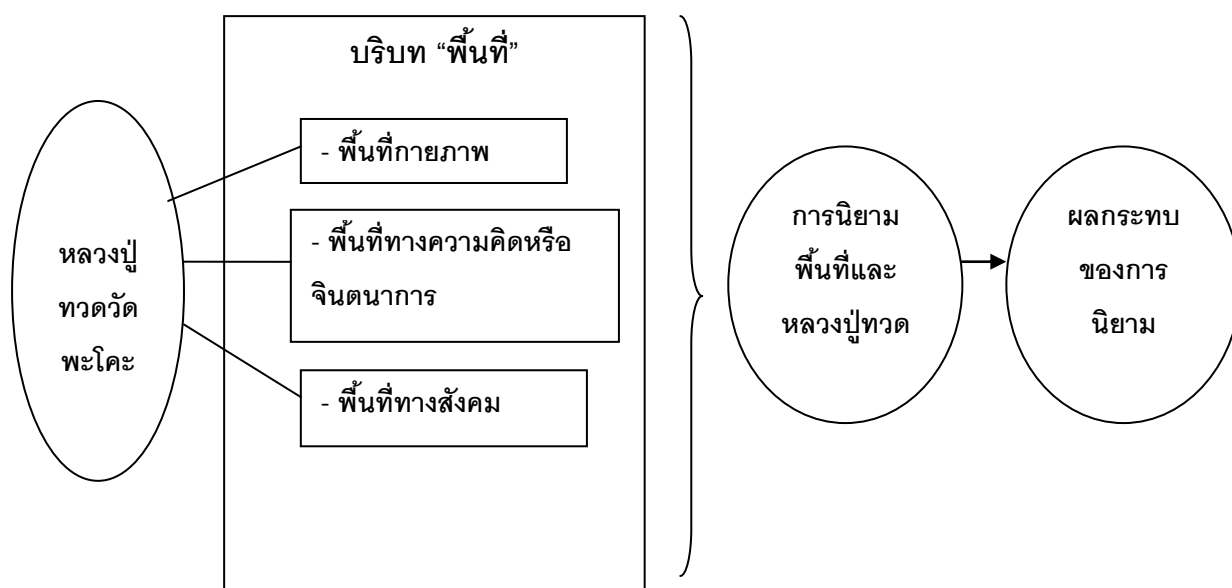 บริบท “พื้นที่”
หลวงปู่
ทวดวัด
พะโคะ
- พื้นที่กายภาพ
- พื้นที่ทางความคิดหรือ
จินตนาการ
- พื้นที่ทางสังคม
การนิยาม
พื้นที่และ
หลวงปู่ทวด
ผลกระทบ
ของการ
นิยาม